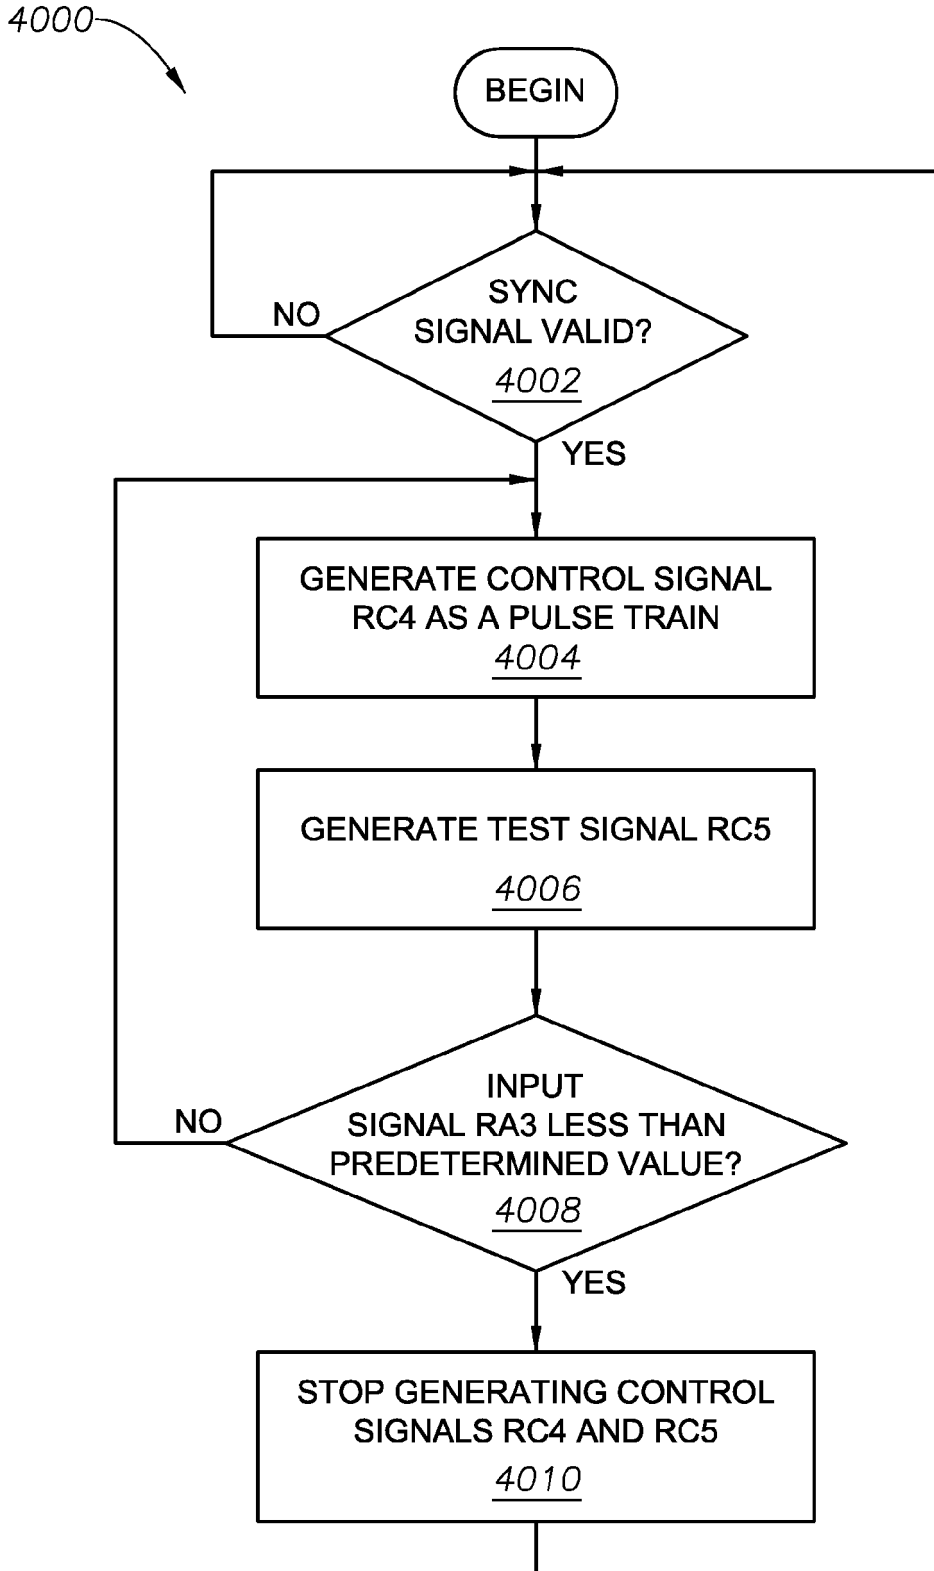 4000
BEGIN
SYNC
SIGNAL VALID?
4002
NO
YES
GENERATE CONTROL SIGNAL
RC4 AS A PULSE TRAIN
4004
GENERATE TEST SIGNAL RC5
4006
INPUT
SIGNAL RA3 LESS THAN
PREDETERMINED VALUE?
4008
NO
YES
STOP GENERATING CONTROL
SIGNALS RC4 AND RC5
4010